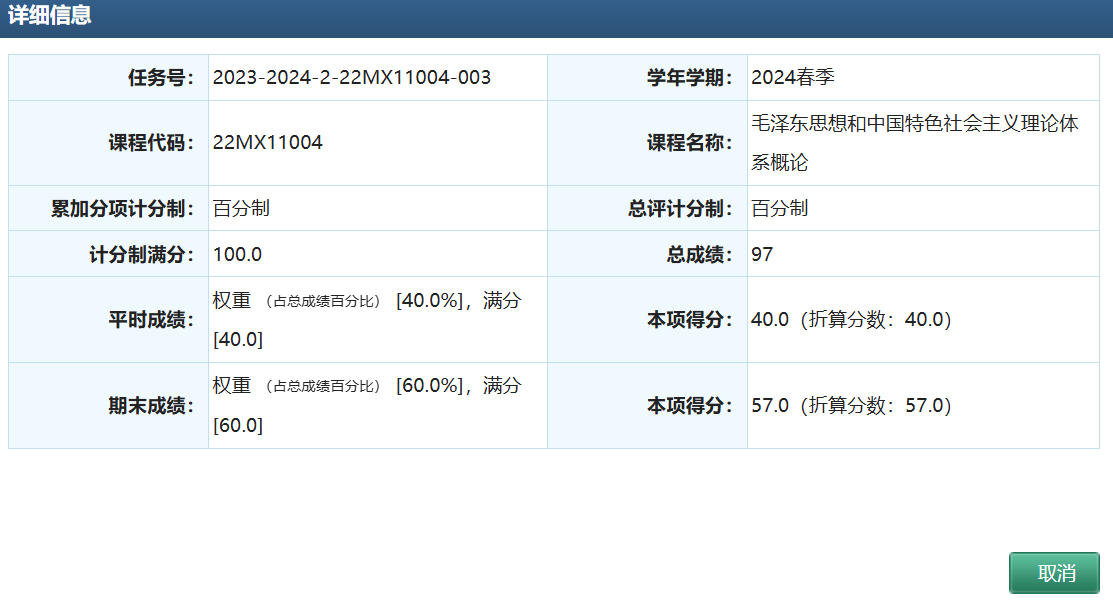 详细信息
任务号： 2023-2024-2-22MX11004-003 学年学期： 2024春季
课程代码： 22MX11004 课程名称： 毛泽东思想和中国特色社会主义理论体
系概论
累加分项计分制： 百分制 总评计分制： 百分制
计分制满分： 100.0 总成绩： 97
平时成绩： 权重 （占总成绩百分比） [40.0%]，满分
[40.0] 本项得分： 40.0（折算分数：40.0）
期末成绩： 权重 （占总成绩百分比） [60.0%]，满分
[60.0] 本项得分： 57.0（折算分数：57.0）
取消